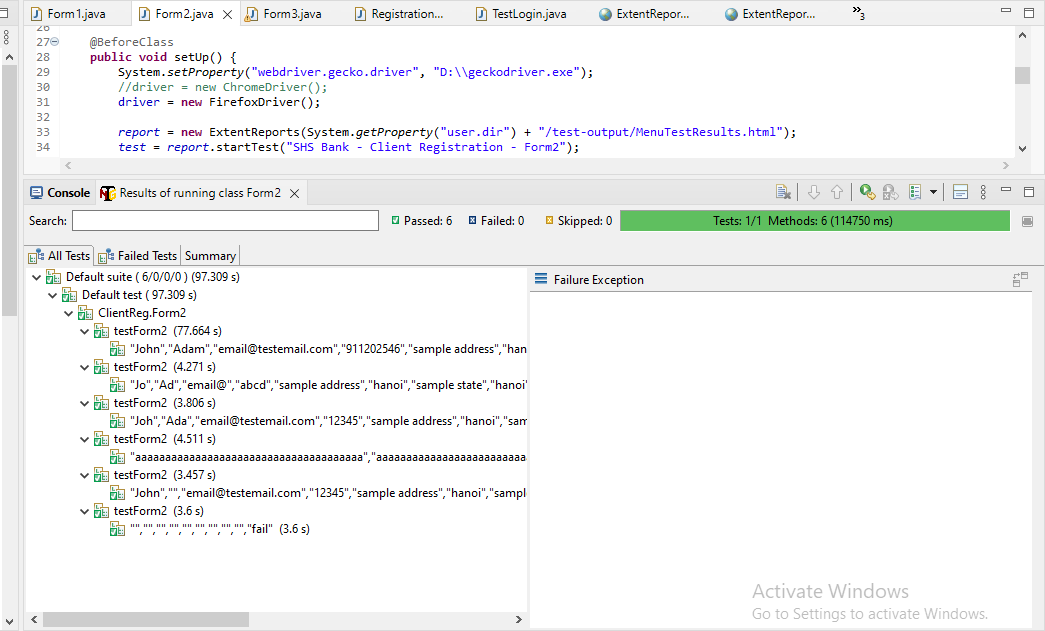 Form1.java Form2.java Form3.java Registration... TestLogin.java ExtentRepor... ExtentRepor... »3
26
27 @BeforeClass
28 public void setUp() {
29 System.setProperty("webdriver.gecko.driver", "D:\\geckodriver.exe");
30 //driver = new ChromeDriver();
31 driver = new FirefoxDriver();
32
33 report = new ExtentReports(System.getProperty("user.dir") + "/test-output/MenuTestResults.html");
34 test = report.startTest("SHS Bank - Client Registration - Form2");
Console Results of running class Form2
Search: Passed: 6 Failed: 0 Skipped: 0 Tests: 1/1 Methods: 6 (114750 ms)
All Tests Failed Tests Summary
Failure Exception
Default suite ( 6/0/0/0 ) (97.309 s)
Default test ( 97.309 s)
ClientReg.Form2
testForm2 (77.664 s)
"John","Adam","email@testemail.com","911202546","sample address","han
testForm2 (4.271 s)
"Jo","Ad","email@","abcd","sample address","hanoi","sample state","hanoi"
testForm2 (3.806 s)
"Joh","Ada","email@testemail.com","12345","sample address","hanoi","sam
testForm2 (4.511 s)
"aaaaaaaaaaaaaaaaaaaaaaaaaaaaaaaaaaaaaa","aaaaaaaaaaaaaaaaaaaaaaaaa
testForm2 (3.457 s)
"John","","email@testemail.com","12345","sample address","hanoi","sampl
testForm2 (3.6 s)
"","","","","","","","","","fail" (3.6 s)
Activate Windows
Go to Settings to activate Windows.